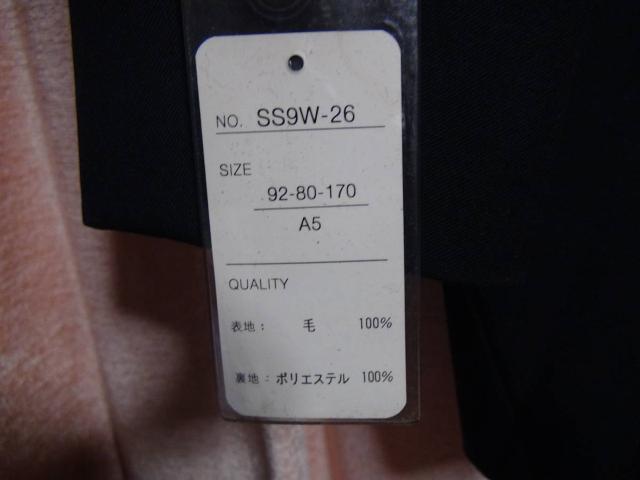 NO. SS9W-26
SIZE
92-80-170
A5
QUALITY
表地： 毛 100%
裏地：ポリエステル 100%